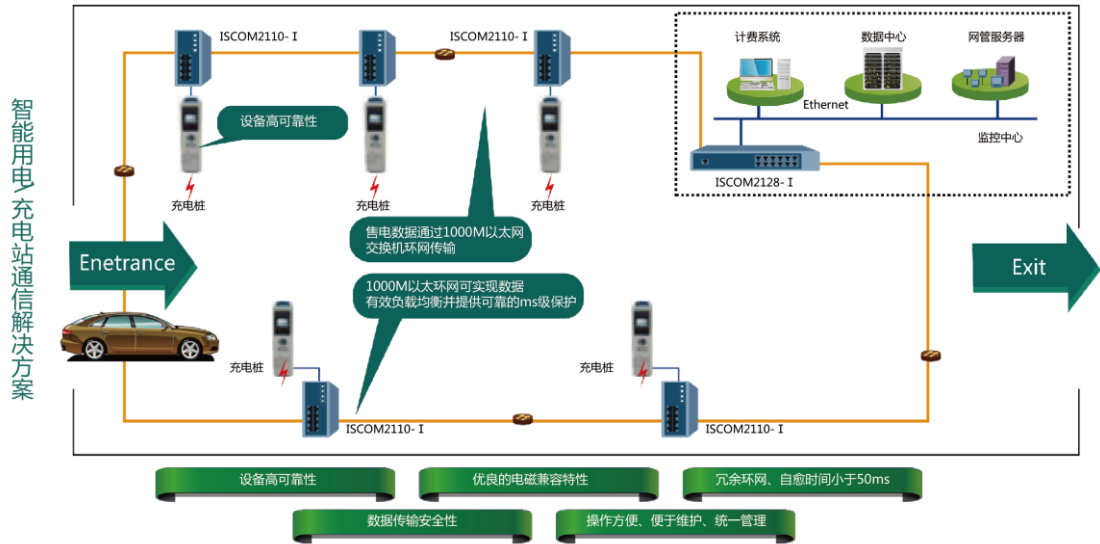 智能用电/充电站通信解决方案
ISCOM2110-Ⅰ
ISCOM2110-Ⅰ
计费系统
数据中心
网管服务器
Ethernet
监控中心
ISCOM2128-Ⅰ
设备高可靠性
充电桩
充电桩
充电桩
售电数据通过1000M以太网
交换机环网传输
Enetrance
Exit
1000M以太环网可实现数据
有效负载均衡并提供可靠的ms级保护
充电桩
充电桩
ISCOM2110-Ⅰ
ISCOM2110-Ⅰ
设备高可靠性
优良的电磁兼容特性
冗余环网、自愈时间小于50ms
数据传输安全性
操作方便、便于维护、统一管理